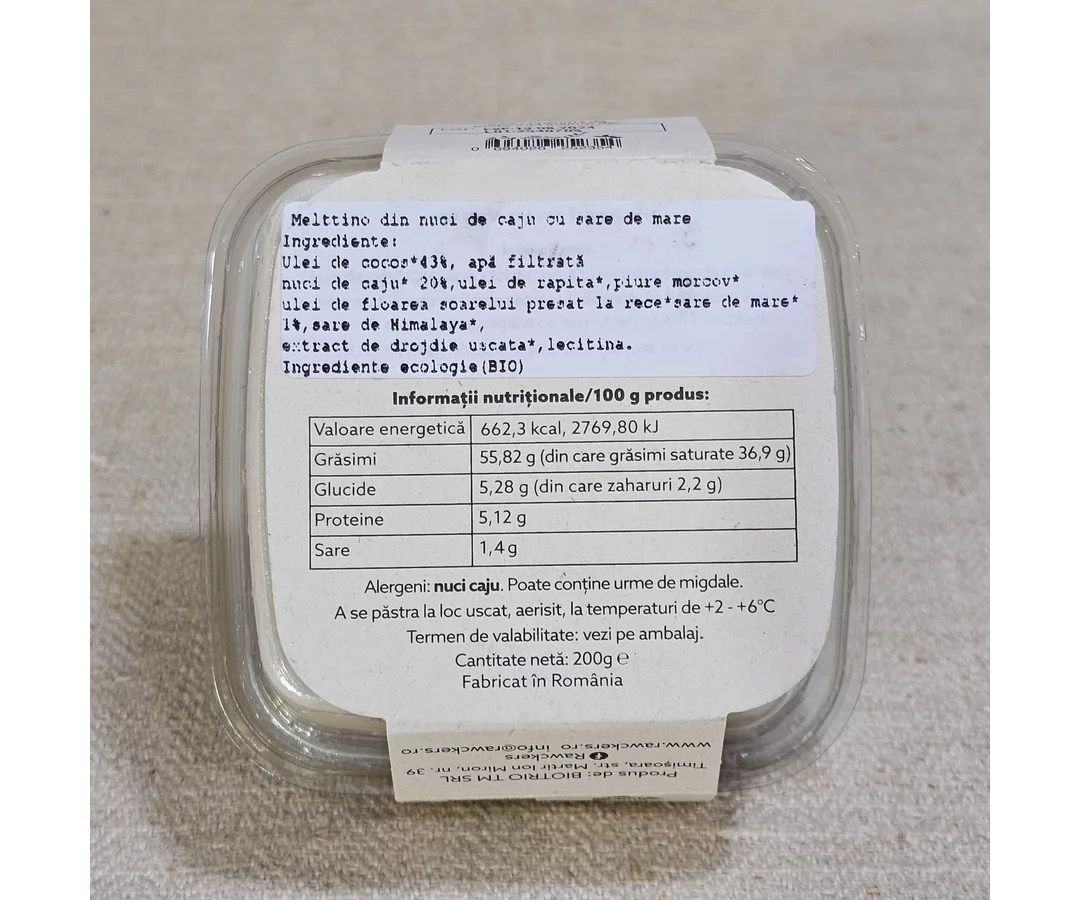 0 694026 292384
Melttino din nuci de caju cu sare de mare
Ingrediente:
Ulei de cocos*43%, apă filtrată
nuci de caju* 20%,ulei de rapita*,piure morcov*
ulei de floarea soarelui presat la rece*sare de mare*
1%,sare de Himalaya*,
extract de drojdie uscata*,lecitina.
Ingrediente ecologie(BIO)
Informații nutriționale/100 g produs:
Valoare energetică 662,3 kcal, 2769,80 kJ
Grăsimi 55,82 g (din care grăsimi saturate 36,9 g)
Glucide 5,28 g (din care zaharuri 2,2 g)
Proteine 5,12 g
Sare 1,4 g
Alergeni: nuci caju. Poate conține urme de migdale.
A se păstra la loc uscat, aerisit, la temperaturi de +2 - +6°C
Termen de valabilitate: vezi pe ambalaj.
Cantitate netă: 200g ℮
Fabricat în România
Produs de: BIOTRIO TM SRL
Timișoara, str. Martir Ion Miron, nr. 39
Rawckers
www.rawckers.ro info@rawckers.ro